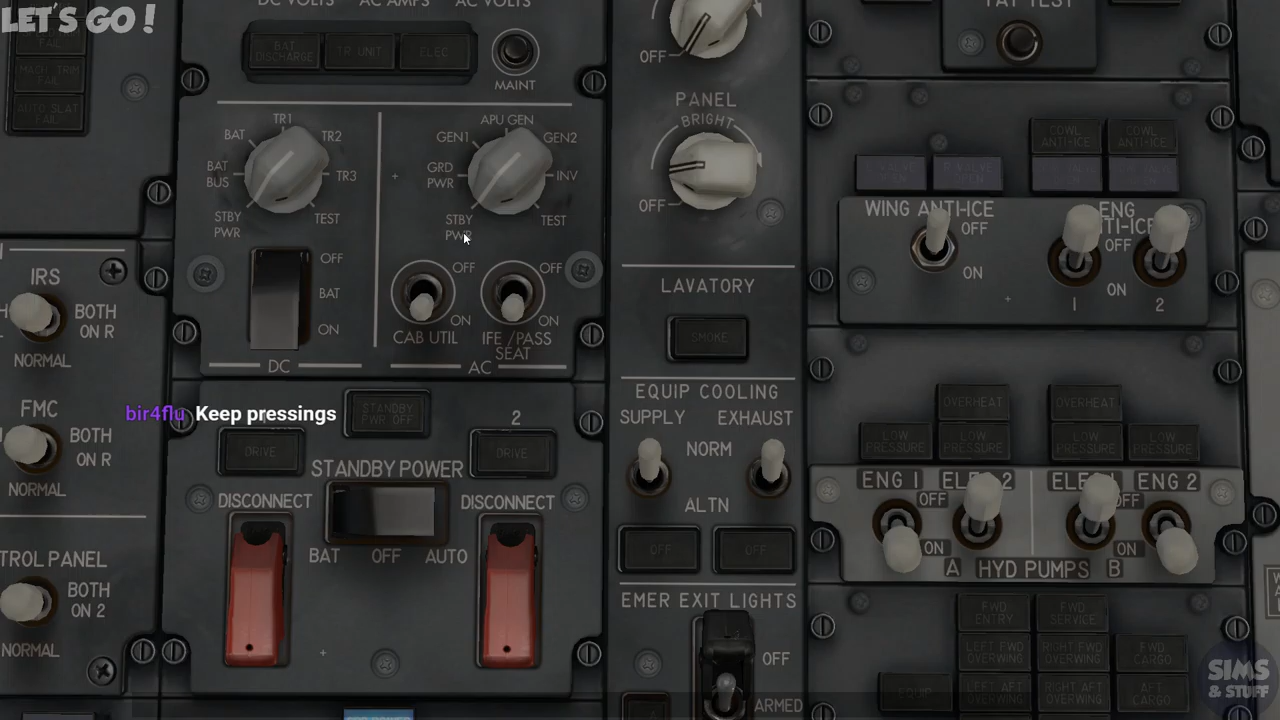 LET'S GO!
DC VOLTS AC AMPS AC VOLTS
TAT TEST
FAIL
MACH TRIM
FAIL
AUTO SLAT
FAIL
BAT
DISCHARGE
TR UNIT
ELEC
MAINT
OFF
PANEL
BRIGHT
OFF
TR1
BAT
TR2
BAT
BUS
TR3
STBY
PWR
TEST
APU GEN
GEN1
GEN2
GRD
PWR
INV
STBY
PWR
TEST
OFF
BAT
ON
OFF
ON
CAB UTIL
OFF
ON
IFE / PASS
SEAT
DC
AC
COWL
ANTI-ICE
COWL
ANTI-ICE
WING ANTI-ICE
OFF
ON
ENG
OFF
ON
1
2
IRS
BOTH
ON R
NORMAL
FMC
BOTH
ON R
NORMAL
TROL PANEL
BOTH
ON 2
NORMAL
bir4flu Keep pressings
STANDBY
PWR OFF
2
DRIVE
DRIVE
STANDBY POWER
DISCONNECT
DISCONNECT
BAT OFF AUTO
LAVATORY
SMOKE
EQUIP COOLING
SUPPLY EXHAUST
NORM
ALTN
OFF
OFF
EMER EXIT LIGHTS
OFF
ARMED
OVERHEAT
OVERHEAT
LOW
PRESSURE
LOW
PRESSURE
LOW
PRESSURE
LOW
PRESSURE
ENG 1
ENG 2
OFF
ON
OFF
ON
A HYD PUMPS B
FWD
ENTRY
FWD
SERVICE
LEFT FWD
OVERWING
RIGHT FWD
OVERWING
FWD
CARGO
EQUIP
LEFT AFT
OVERWING
RIGHT AFT
OVERWING
AFT
CARGO
SIMS
& STUFF